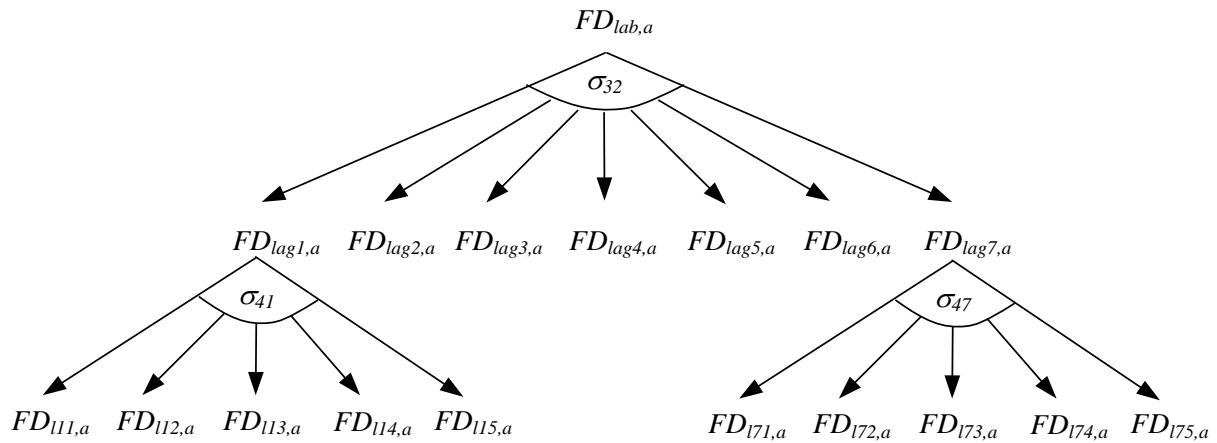 FDlab,a
σ32
FDlag1,a FDlag2,a FDlag3,a FDlag4,a FDlag5,a FDlag6,a FDlag7,a
σ41 σ47
FDl11,a FDl12,a FDl13,a FDl14,a FDl15,a FDl71,a FDl72,a FDl73,a FDl74,a FDl75,a